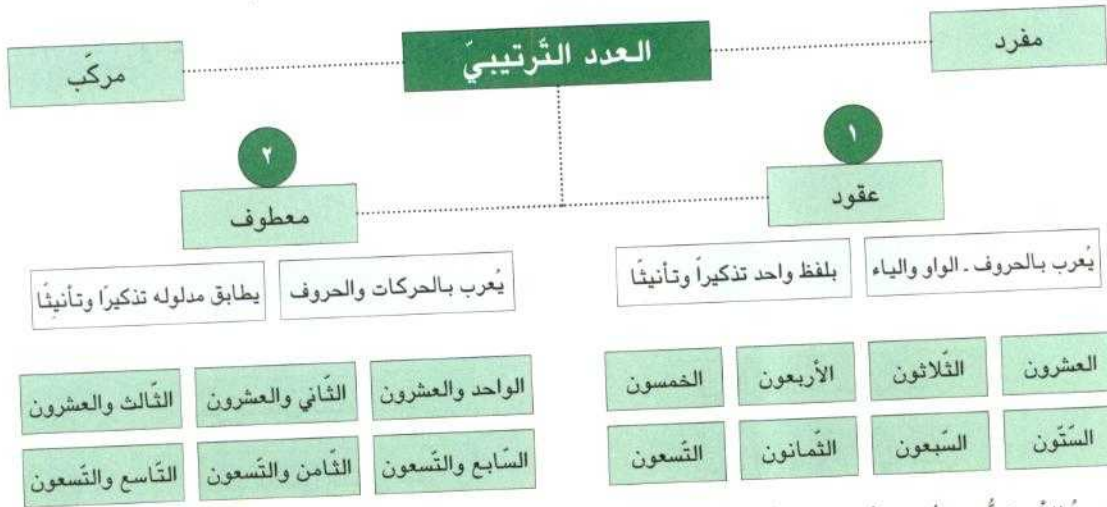 مفرد
العدد التّرتيبيّ
مركّب
١
عقود
يُعرب بالحروف ـ الواو والياء
بلفظ واحد تذكيراً وتأنيثًا
العشرون
الثّلاثون
الأربعون
الخمسون
السّتّون
السّبعون
الثّمانون
التّسعون
٢
معطوف
يُعرب بالحركات والحروف
يطابق مدلوله تذكيرًا وتأنيثًا
الواحد والعشرون
الثّاني والعشرون
الثّالث والعشرون
السّابع والتّسعون
الثّامن والتّسعون
التّاسع والتّسعون